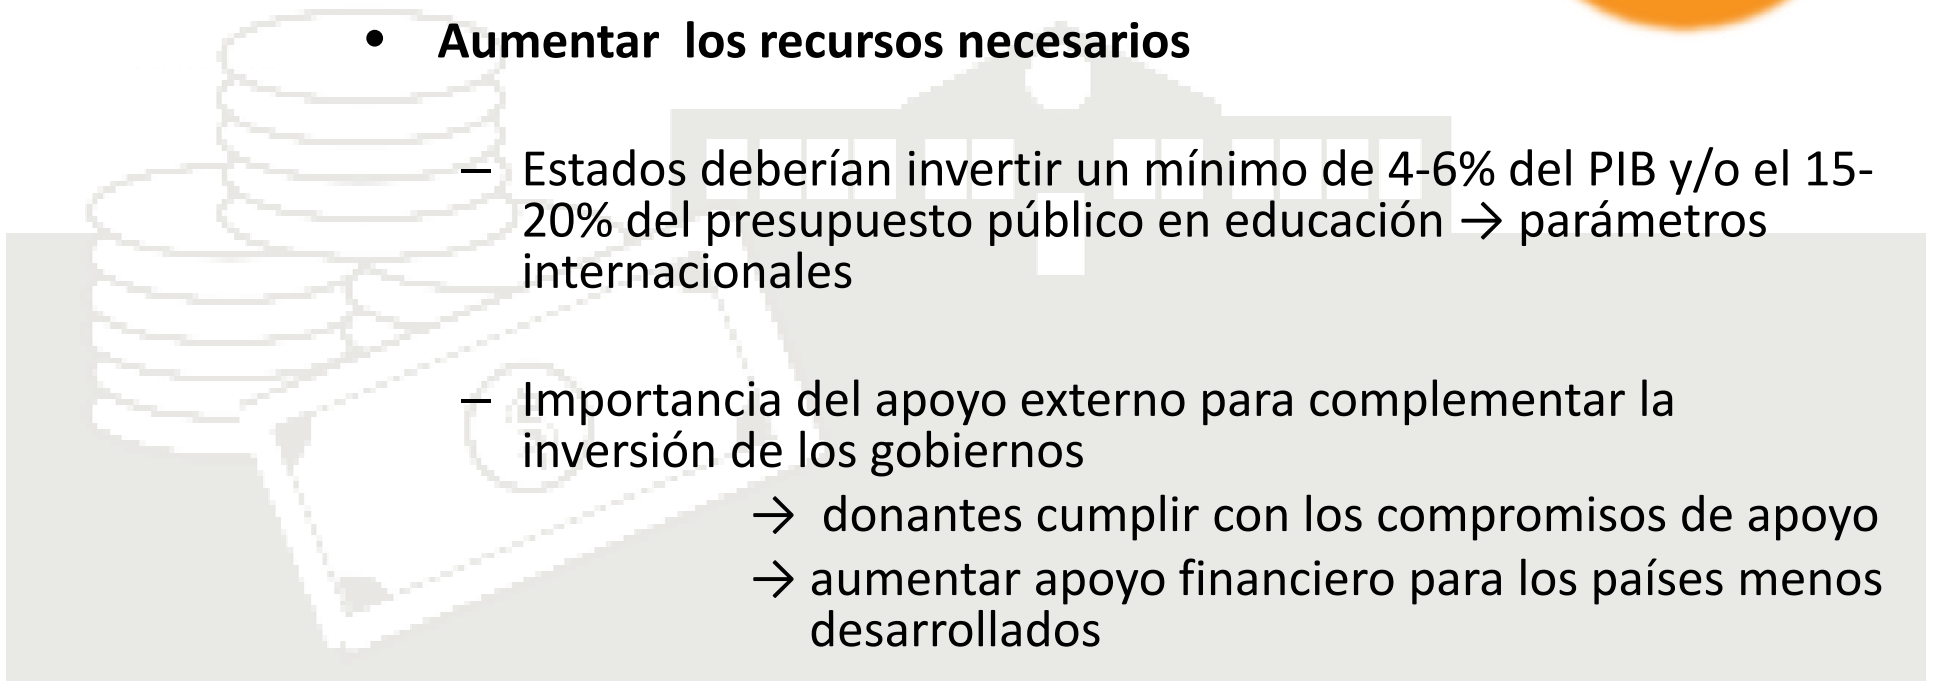 • Aumentar  los recursos necesarios
– Estados deberían invertir un mínimo de 4-6% del PIB y/o el 15-
20% del presupuesto público en educación → parámetros
internacionales
– Importancia del apoyo externo para complementar la
inversión de los gobiernos
→ donantes cumplir con los compromisos de apoyo
→ aumentar apoyo financiero para los países menos
desarrollados